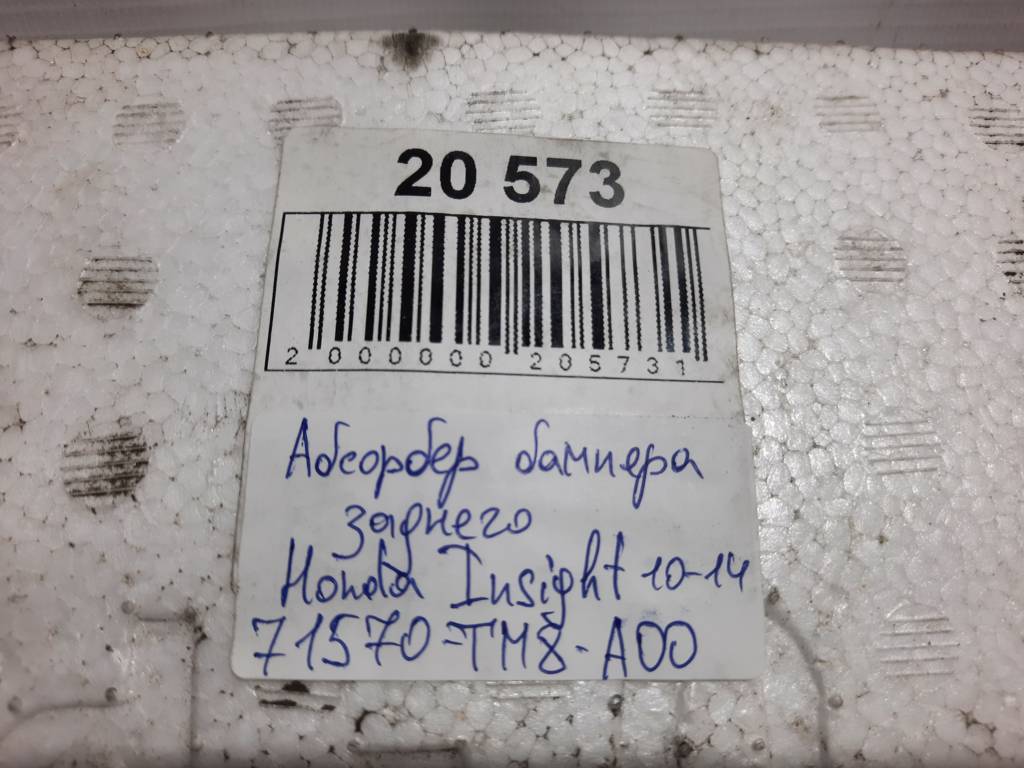 20 573
2 000000 205731
Абсорбер бампера
заднего
Honda Insight 10-14
71570-TM8-A00